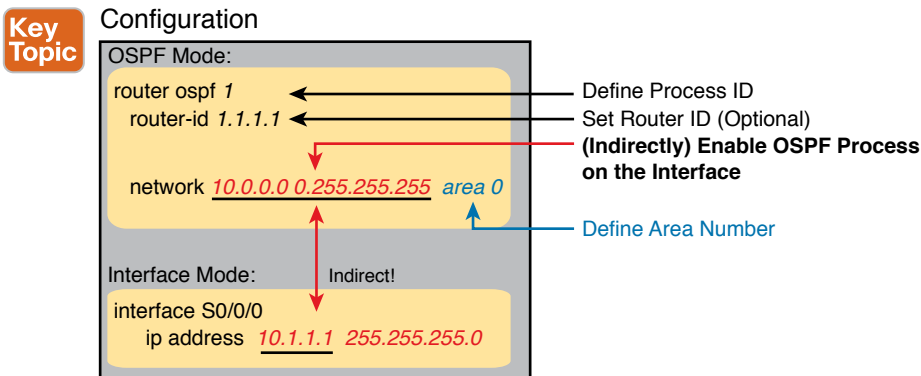 Key
Topic
Configuration
OSPF Mode:
router ospf 1
Define Process ID
router-id 1.1.1.1
Set Router ID (Optional)
(Indirectly) Enable OSPF Process
on the Interface
network 10.0.0.0 0.255.255.255 area 0
Define Area Number
Interface Mode:
Indirect!
interface S0/0/0
ip address 10.1.1.1 255.255.255.0